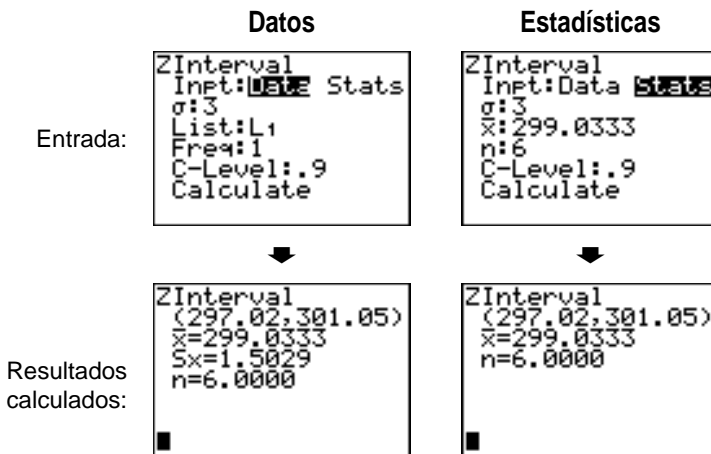 Datos
Estadísticas
Entrada:
ZInterval
Inpt:Data Stats
σ:3
List:L₁
Freq:1
C-Level:.9
Calculate
ZInterval
Inpt:Data Stats
σ:3
x̄:299.0333
n:6
C-Level:.9
Calculate
Resultados
calculados:
ZInterval
(297.02,301.05)
x̄=299.0333
Sx=1.5029
n=6.0000
ZInterval
(297.02,301.05)
x̄=299.0333
n=6.0000